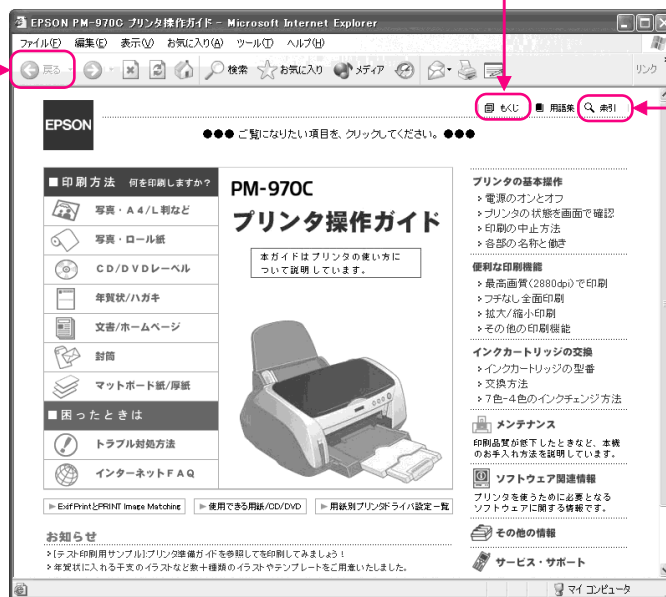 EPSON PM-970C プリンタ操作ガイド - Microsoft Internet Explorer
ファイル(F) 編集(E) 表示(V) お気に入り(A) ツール(T) ヘルプ(H)
戻る 検索 お気に入り メディア リンク
もくじ 用語集 索引
EPSON
●●● ご覧になりたい項目を、クリックしてください。 ●●●
■印刷方法 何を印刷しますか?
写真・A4/L判など
写真・ロール紙
CD/DVDレーベル
年賀状/ハガキ
文書/ホームページ
封筒
マットボード紙/厚紙
■困ったときは
トラブル対処方法
インターネットFAQ
PM-970C
プリンタ操作ガイド
本ガイドはプリンタの使い方に
ついて説明しています。
プリンタの基本操作
>電源のオンとオフ
>プリンタの状態を画面で確認
>印刷の中止方法
>各部の名称と働き
便利な印刷機能
>最高画質(2880dpi)で印刷
>フチなし全面印刷
>拡大/縮小印刷
>その他の印刷機能
インクカートリッジの交換
>インクカートリッジの型番
>交換方法
>7色-4色のインクチェンジ方法
メンテナンス
印刷品質が低下したときなど、本機
のお手入れ方法を説明しています。
ソフトウェア関連情報
プリンタを使うために必要となる
ソフトウェアに関する情報です。
その他の情報
サービス・サポート
Exif PrintとPRINT Image Matching 使用できる用紙/CD/DVD 用紙別プリンタドライバ設定一覧
お知らせ
>[テスト印刷用サンプル]:プリンタ準備ガイドを参照してを印刷してみましょう!
>年賀状に入れる干支のイラストなど数十種類のイラストやテンプレートをご用意いたしました。
マイ コンピュータ